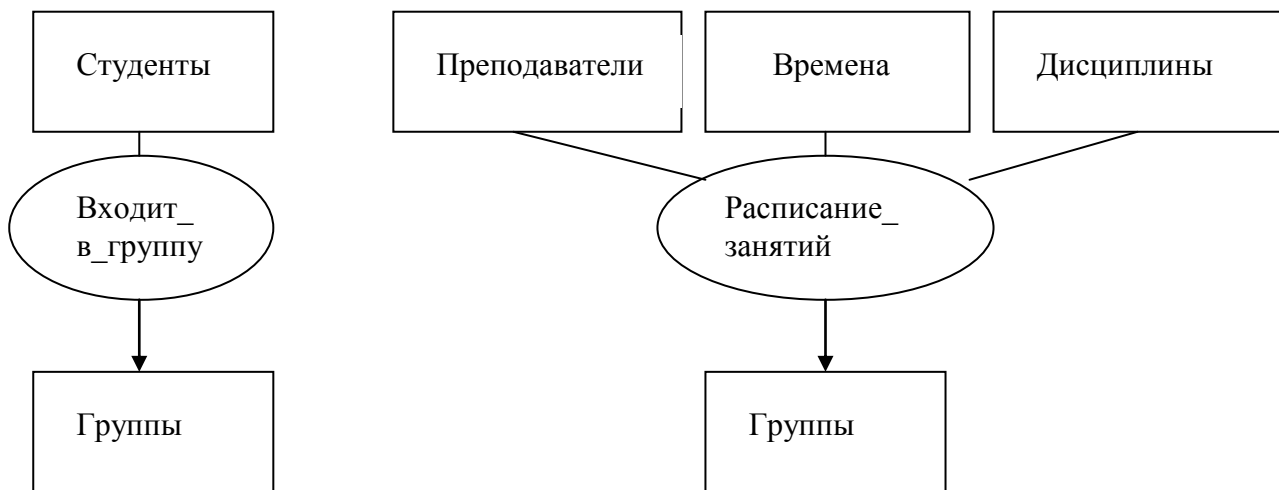 Студенты
Преподаватели
Времена
Дисциплины
Входит_
в_группу
Расписание_
занятий
Группы
Группы